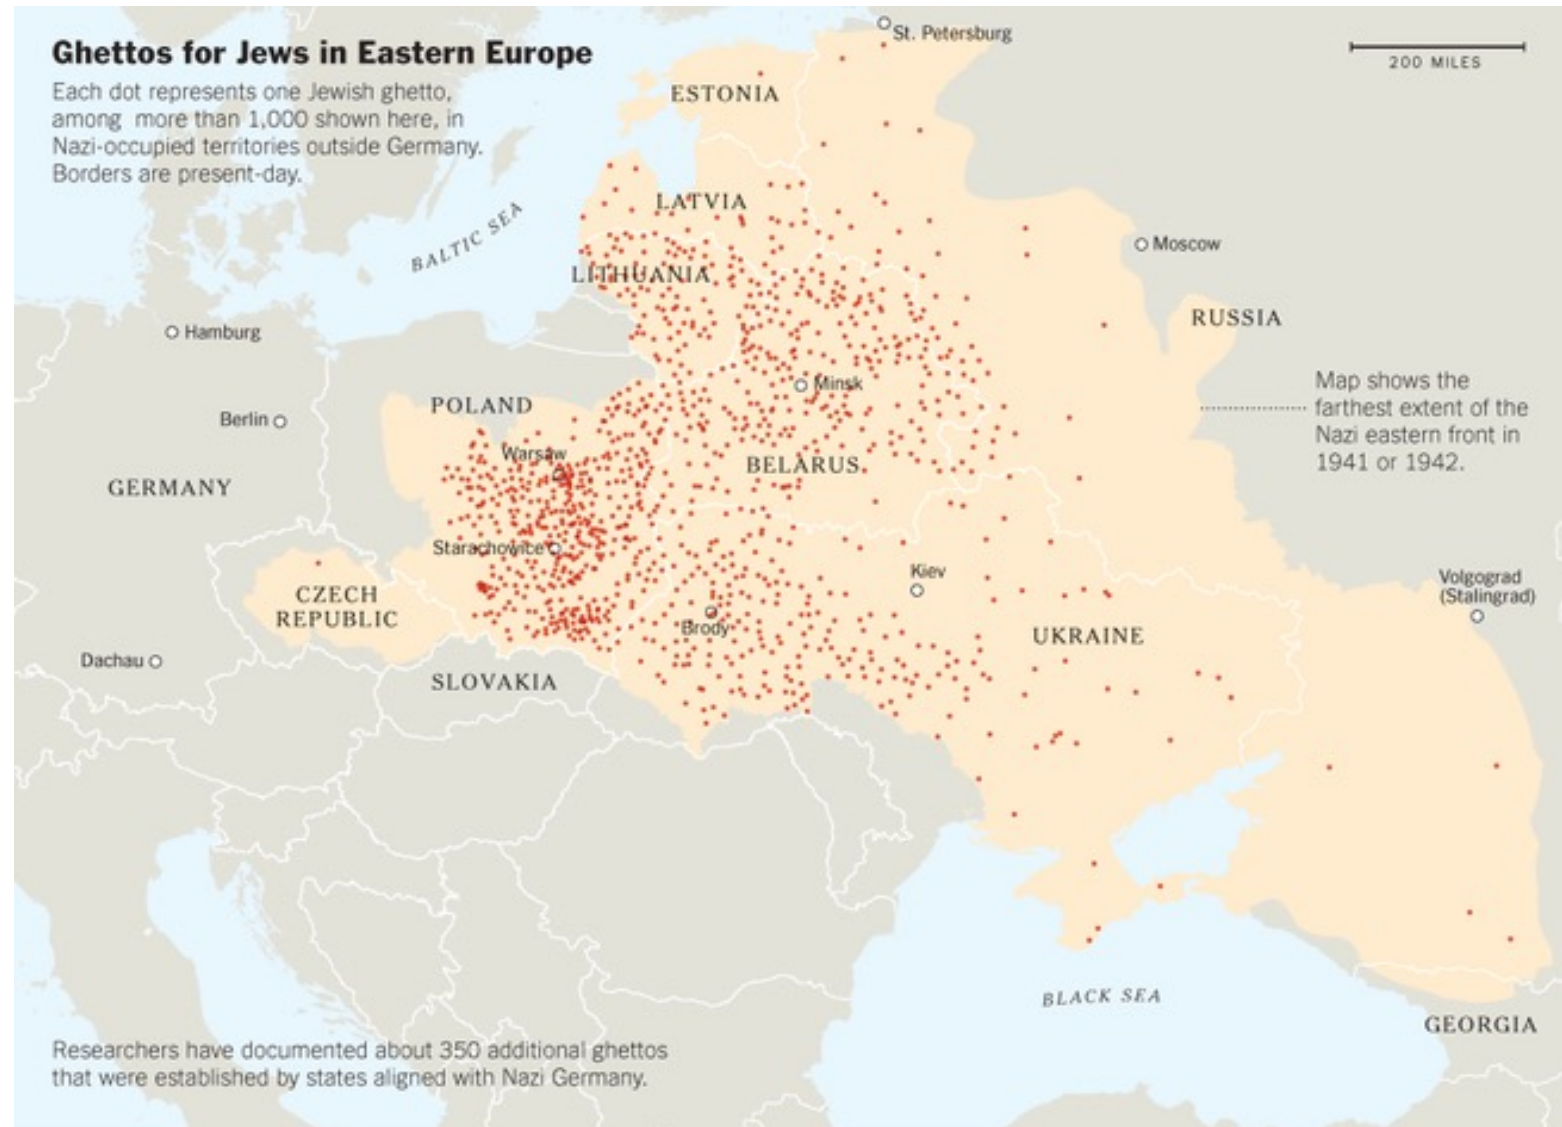 Ghettos for Jews in Eastern Europe
Each dot represents one Jewish ghetto,
among more than 1,000 shown here, in
Nazi-occupied territories outside Germany.
Borders are present-day.
St. Petersburg
200 MILES
ESTONIA
LATVIA
BALTIC SEA
Moscow
LITHUANIA
RUSSIA
Hamburg
Map shows the
farthest extent of the
Nazi eastern front in
1941 or 1942.
Minsk
POLAND
Berlin
Warsaw
BELARUS
GERMANY
Starachowice
Kiev
Volgograd
(Stalingrad)
CZECH
REPUBLIC
Brody
UKRAINE
Dachau
SLOVAKIA
BLACK SEA
GEORGIA
Researchers have documented about 350 additional ghettos
that were established by states aligned with Nazi Germany.